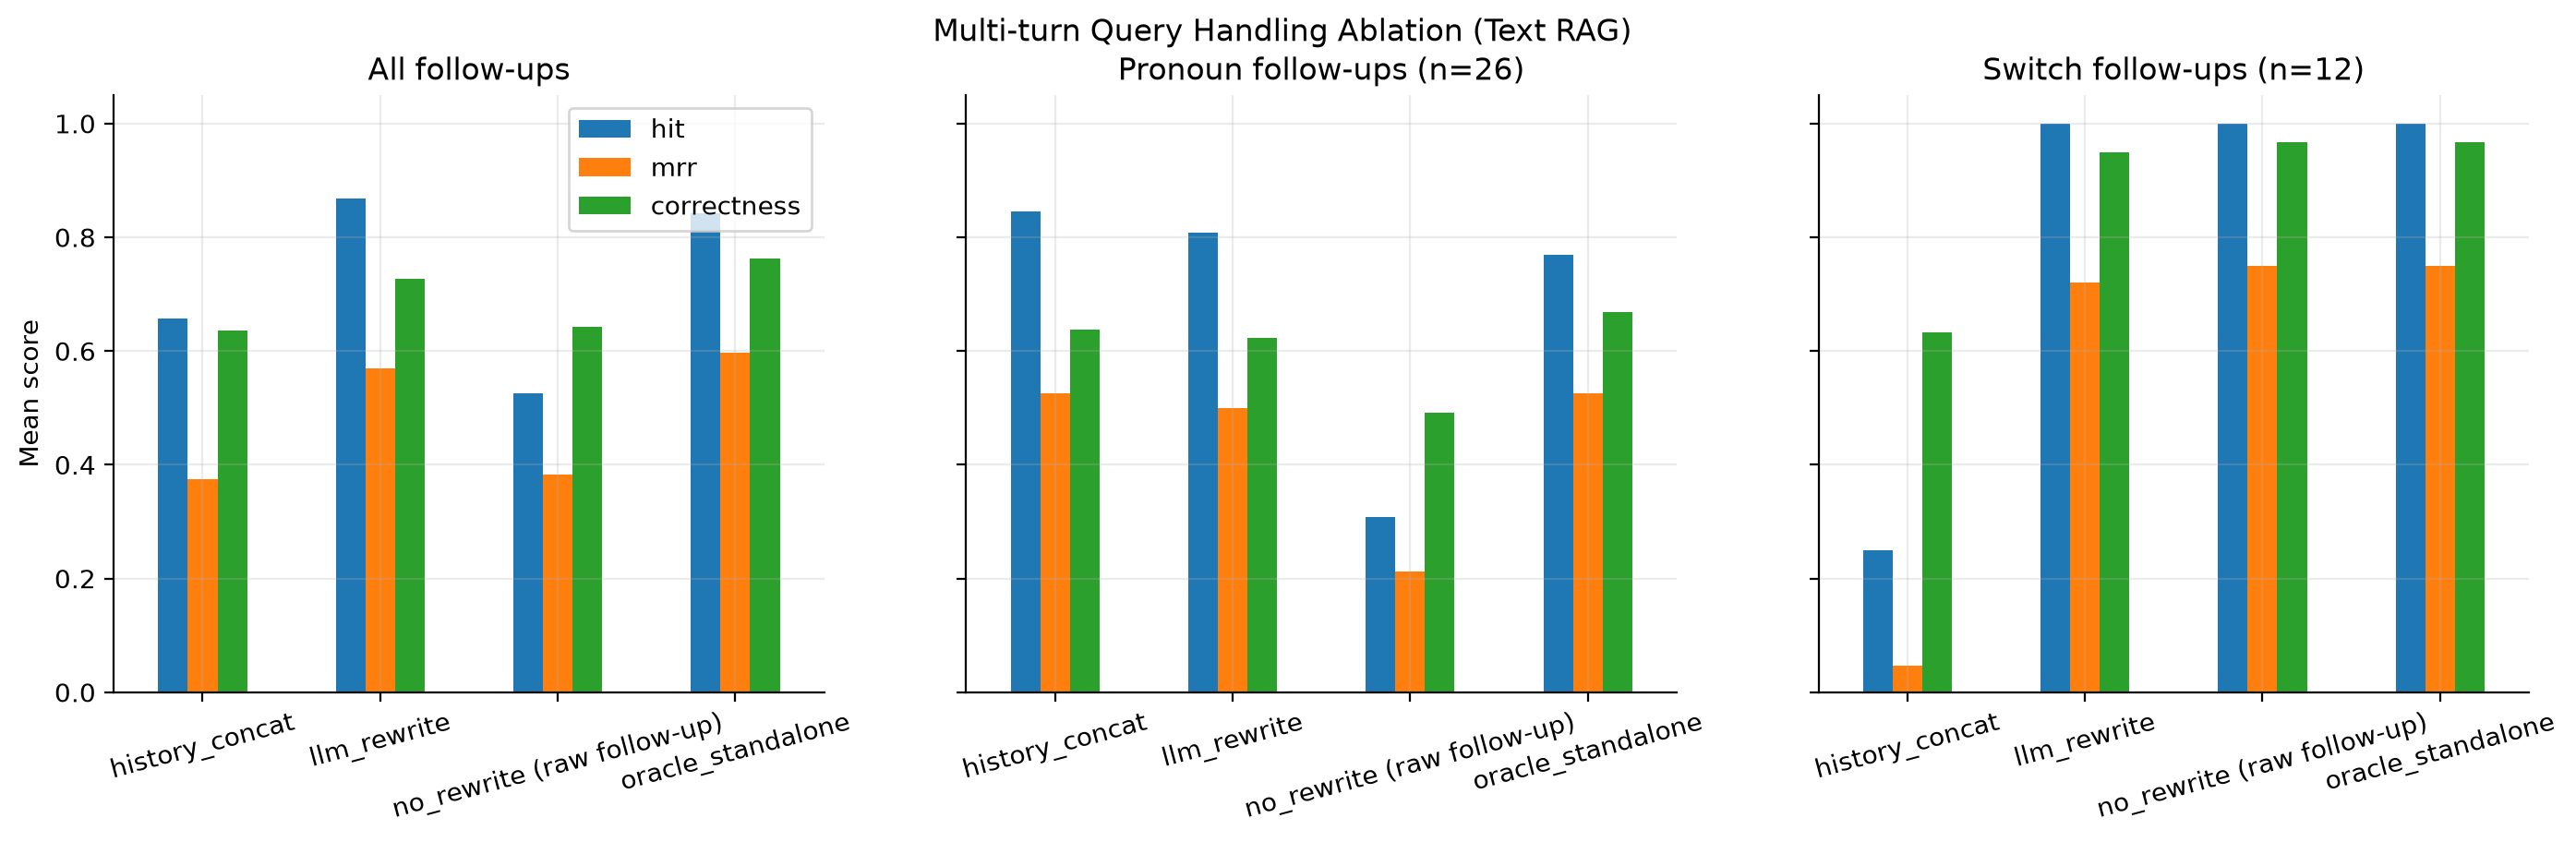 Multi-turn Query Handling Ablation (Text RAG)
All follow-ups
Pronoun follow-ups (n=26)
Switch follow-ups (n=12)
hit
mrr
correctness
Mean score
1.0
0.8
0.6
0.4
0.2
0.0
history_concat
llm_rewrite
no_rewrite (raw follow-up)
oracle_standalone
history_concat
llm_rewrite
no_rewrite (raw follow-up)
oracle_standalone
history_concat
llm_rewrite
no_rewrite (raw follow-up)
oracle_standalone